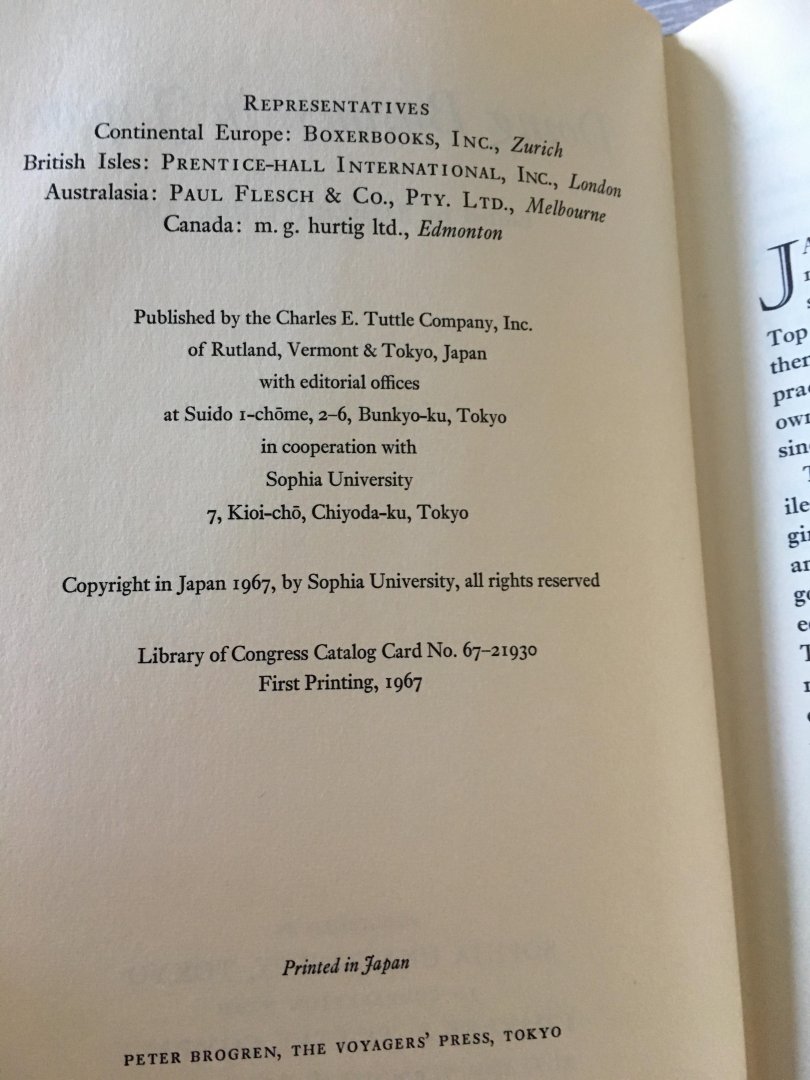 REPRESENTATIVES
Continental Europe: BOXERBOOKS, INC., Zurich
British Isles: PRENTICE-HALL INTERNATIONAL, INC., London
Australasia: PAUL FLESCH & CO., PTY. LTD., Melbourne
Canada: m. g. hurtig ltd., Edmonton
Published by the Charles E. Tuttle Company, Inc.
of Rutland, Vermont & Tokyo, Japan
with editorial offices
at Suido 1-chōme, 2-6, Bunkyo-ku, Tokyo
in cooperation with
Sophia University
7, Kioi-chō, Chiyoda-ku, Tokyo
Copyright in Japan 1967, by Sophia University, all rights reserved
Library of Congress Catalog Card No. 67-21930
First Printing, 1967
Printed in Japan
PETER BROGREN, THE VOYAGERS' PRESS, TOKYO
Top